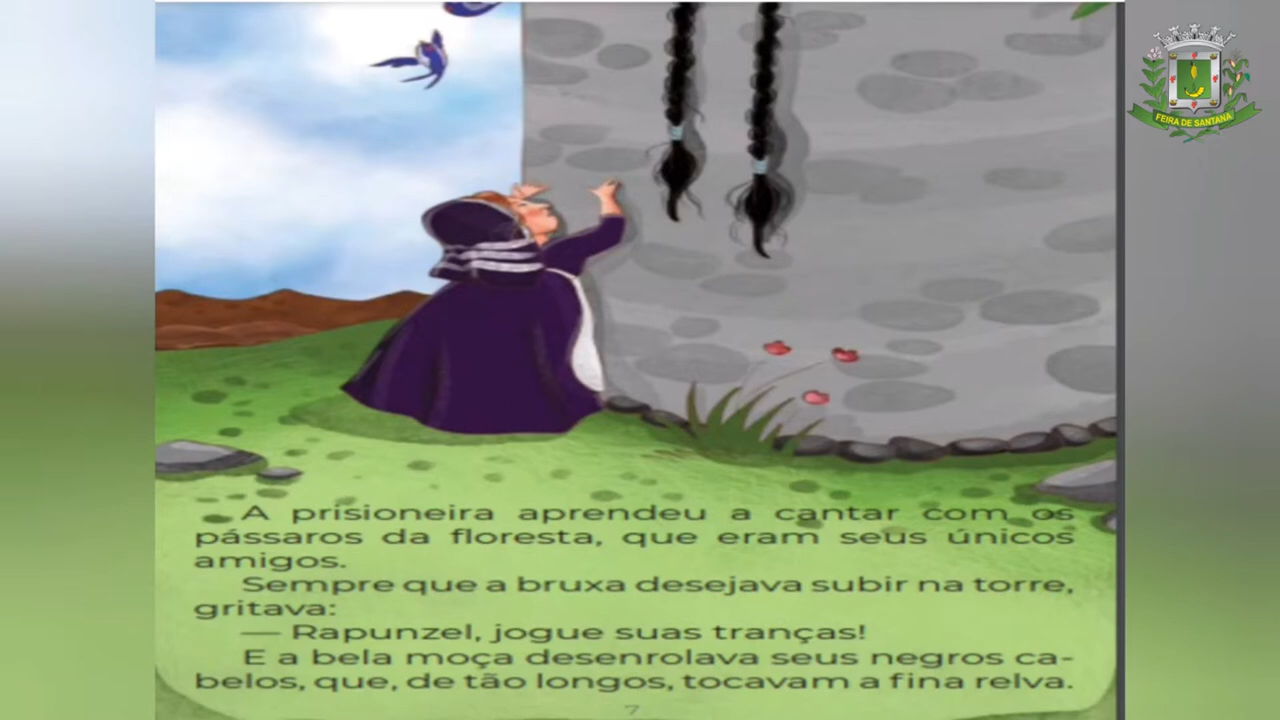 FEIRA DE SANTANA
A prisioneira aprendeu a cantar com os
pássaros da floresta, que eram seus únicos
amigos.
Sempre que a bruxa desejava subir na torre,
gritava:
— Rapunzel, jogue suas tranças!
E a bela moça desenrolava seus negros ca-
belos, que, de tão longos, tocavam a fina relva.
7